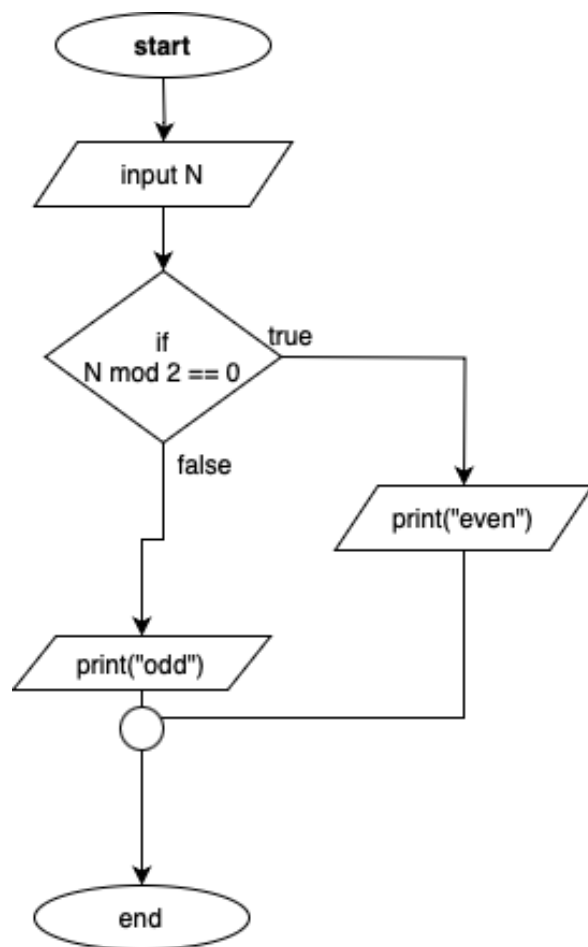 start
input N
if
N mod 2 == 0
true
false
print("even")
print("odd")
end